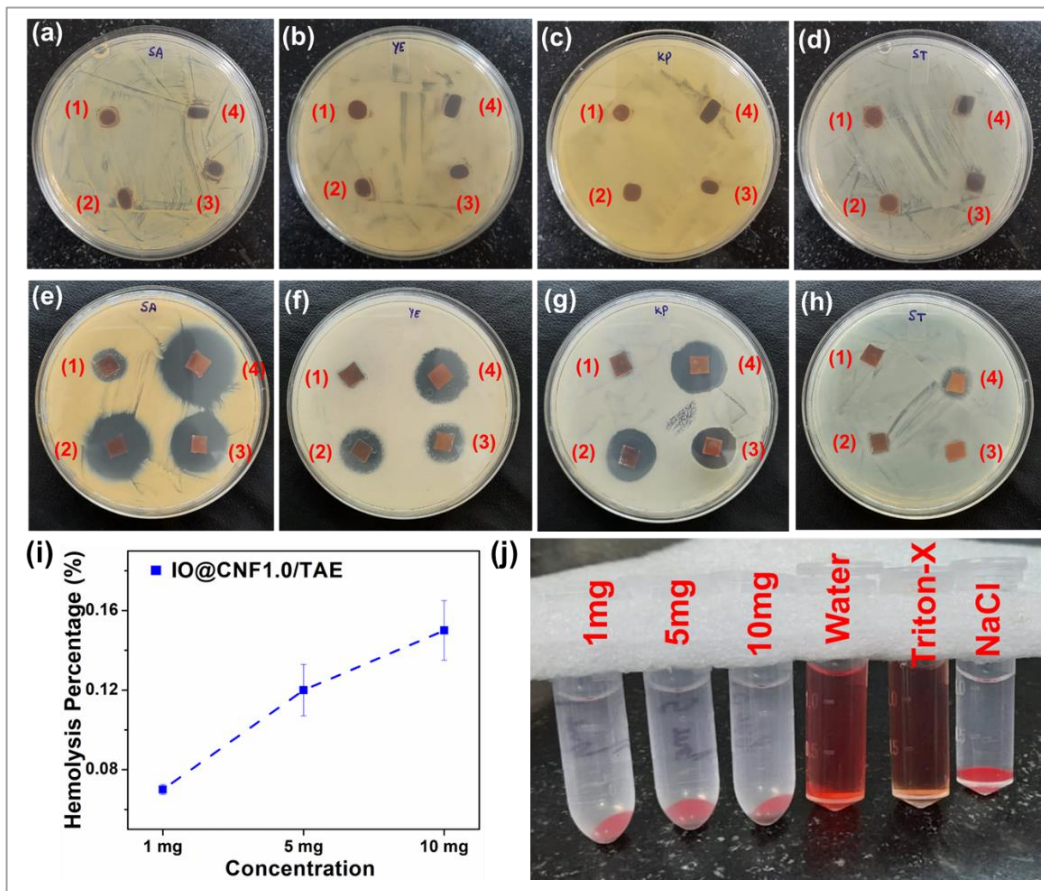 (a)
SA
(1)
(4)
(2)
(3)
(b)
YE
(1)
(4)
(2)
(3)
(c)
KP
(1)
(4)
(2)
(3)
(d)
ST
(1)
(4)
(2)
(3)
(e)
SA
(1)
(4)
(2)
(3)
(f)
YE
(1)
(4)
(2)
(3)
(g)
KP
(1)
(4)
(2)
(3)
(h)
ST
(1)
(4)
(2)
(3)
(i)
IO@CNF1.0/TAE
Hemolysis Percentage (%)
0.16
0.12
0.08
1 mg
5 mg
10 mg
Concentration
(j)
1mg
5mg
10mg
Water
Triton-X
NaCl